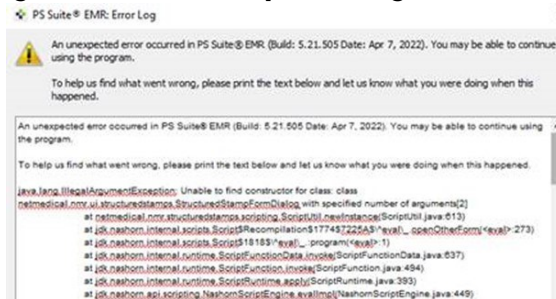 PS Suite® EMR: Error Log
An unexpected error occurred in PS Suite® EMR (Build: 5.21.505 Date: Apr 7, 2022). You may be able to continue
using the program.
To help us find what went wrong, please print the text below and let us know what you were doing when this
happened.
An unexpected error occurred in PS Suite® EMR (Build: 5.21.505 Date: Apr 7, 2022). You may be able to continue using
the program.
To help us find what went wrong, please print the text below and let us know what you were doing when this happened.
java.lang.IllegalArgumentException: Unable to find constructor for class: class
netmedical.nmr.ui.structuredstamps.StructuredStampFormDialog with specified number of arguments[2]
at netmedical.nmr.structuredstamps.scripting.ScriptUtil.newInstance(ScriptUtil.java:613)
at jdk.nashorn.internal.scripts.Script$Recompilation$17745$7225A$\^eval\_.openOtherForm(<eval>:273)
at jdk.nashorn.internal.scripts.Script$1818$\^eval\_.:program(<eval>:1)
at jdk.nashorn.internal.runtime.ScriptFunctionData.invoke(ScriptFunctionData.java:637)
at jdk.nashorn.internal.runtime.ScriptFunction.invoke(ScriptFunction.java:494)
at jdk.nashorn.internal.runtime.ScriptRuntime.apply(ScriptRuntime.java:393)
at jdk.nashorn.api.scripting.NashornScriptEngine.evalImpl(NashornScriptEngine.java:449)